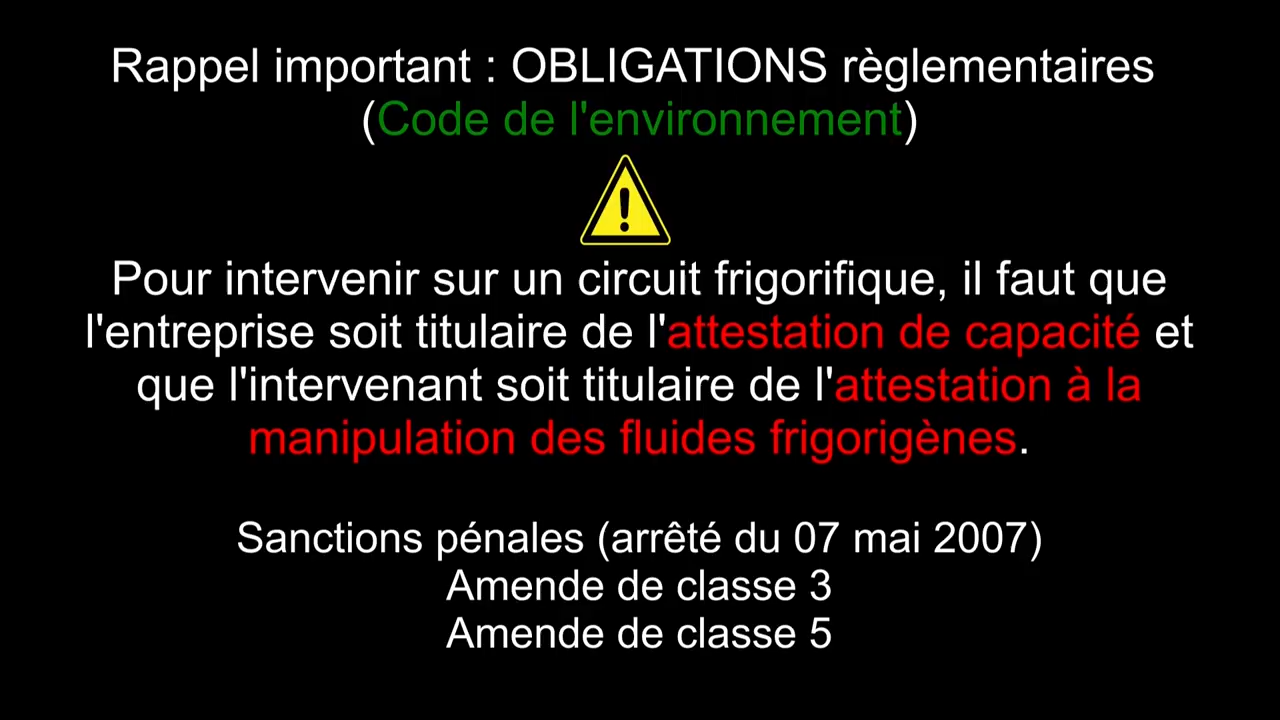 Rappel important : OBLIGATIONS règlementaires
(Code de l'environnement)
!
Pour intervenir sur un circuit frigorifique, il faut que
l'entreprise soit titulaire de l'attestation de capacité et
que l'intervenant soit titulaire de l'attestation à la
manipulation des fluides frigorigènes.
Sanctions pénales (arrêté du 07 mai 2007)
Amende de classe 3
Amende de classe 5